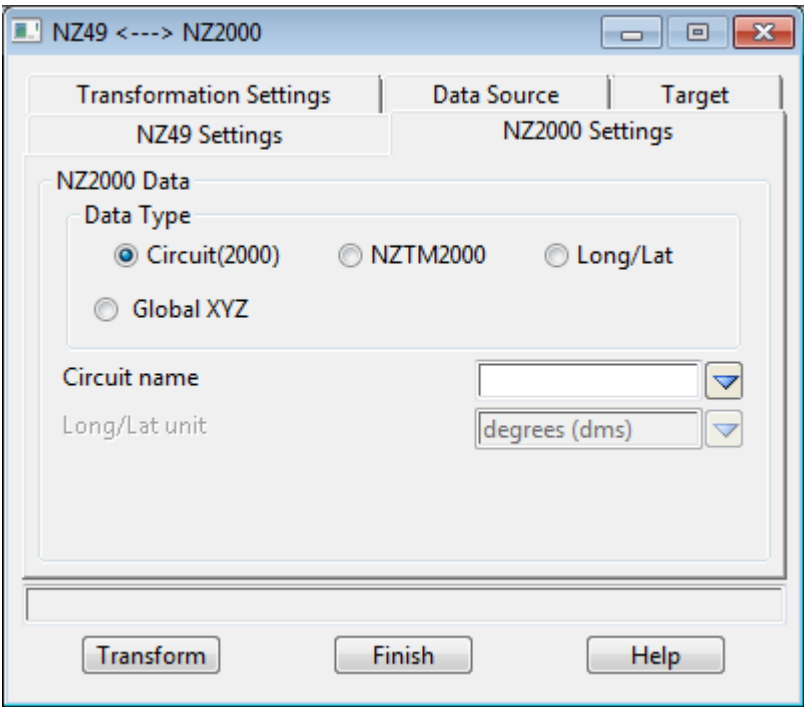 NZ49 <---> NZ2000
Transformation Settings Data Source Target
NZ49 Settings NZ2000 Settings
NZ2000 Data
Data Type
Circuit(2000) NZTM2000 Long/Lat
Global XYZ
Circuit name
Long/Lat unit degrees (dms)
Transform Finish Help